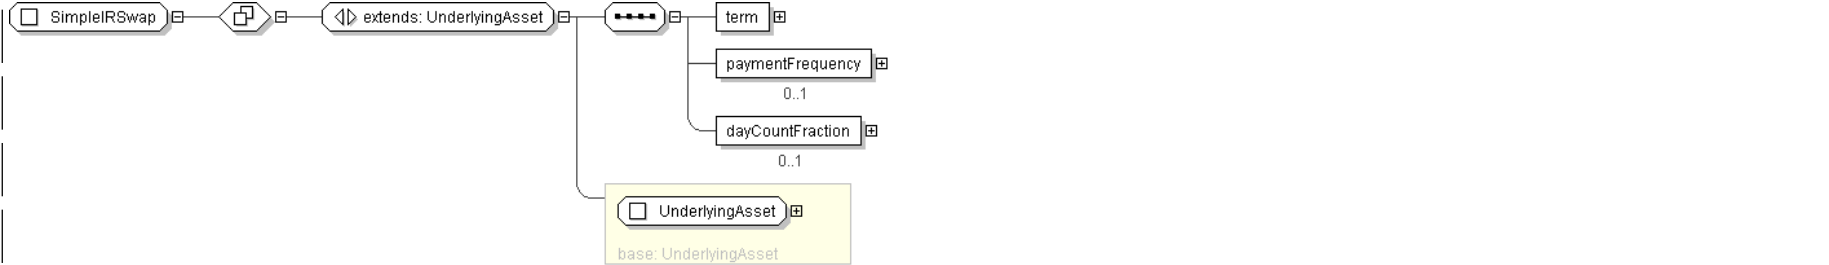 SimpleIRSwap
extends: UnderlyingAsset
term
paymentFrequency
0..1
dayCountFraction
0..1
UnderlyingAsset
base: UnderlyingAsset